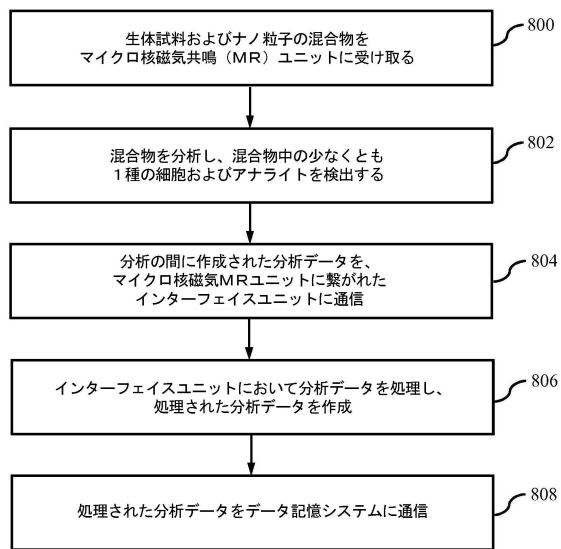 生体試料およびナノ粒子の混合物を
マイクロ核磁気共鳴（ＭＲ）ユニットに受け取る
800
混合物を分析し、混合物中の少なくとも
１種の細胞およびアナライトを検出する
802
分析の間に作成された分析データを、
マイクロ核磁気ＭＲユニットに繋がれた
インターフェイスユニットに通信
804
インターフェイスユニットにおいて分析データを処理し、
処理された分析データを作成
806
処理された分析データをデータ記憶システムに通信
808